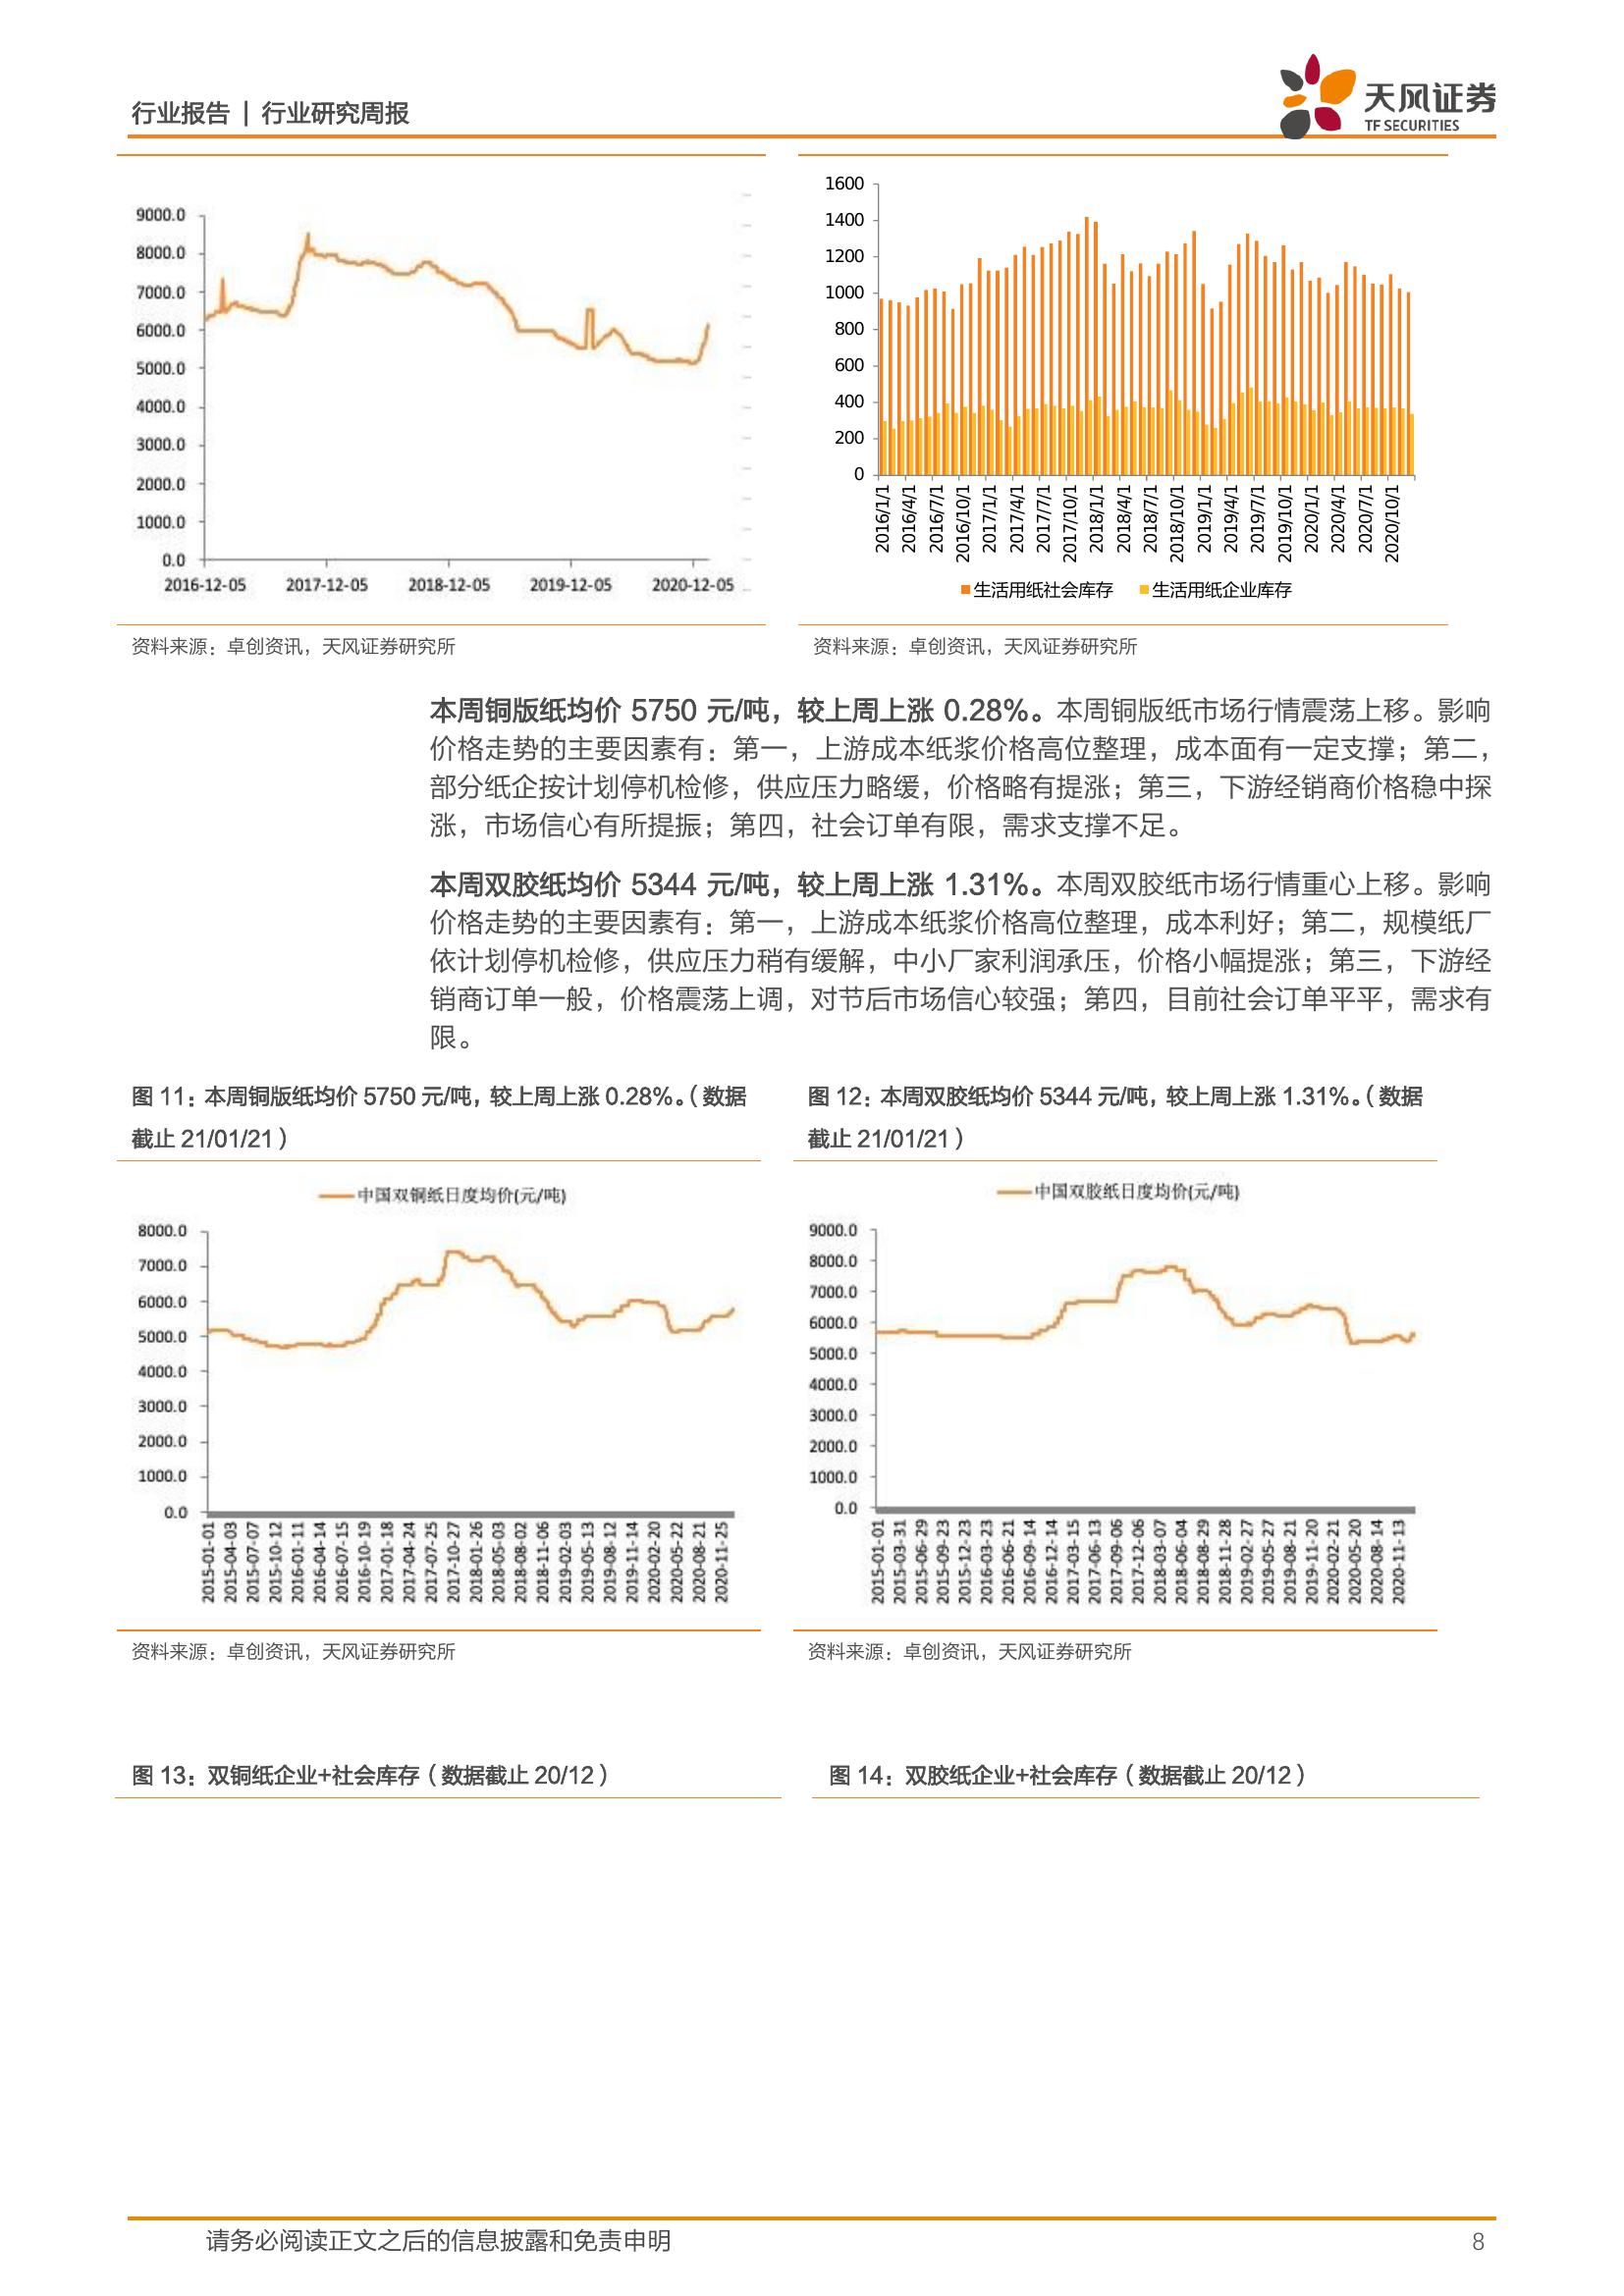 行业报告 | 行业研究周报
天风证券
TF SECURITIES
9000.0
8000.0
7000.0
6000.0
5000.0
4000.0
3000.0
2000.0
1000.0
0.0
2016-12-05 2017-12-05 2018-12-05 2019-12-05 2020-12-05
1600
1400
1200
1000
800
600
400
200
0
2016/1/1 2016/4/1 2016/7/1 2016/10/1 2017/1/1 2017/4/1 2017/7/1 2017/10/1 2018/1/1 2018/4/1 2018/7/1 2018/10/1 2019/1/1 2019/4/1 2019/7/1 2019/10/1 2020/1/1 2020/4/1 2020/7/1 2020/10/1
生活用纸社会库存 生活用纸企业库存
资料来源：卓创资讯，天风证券研究所
资料来源：卓创资讯，天风证券研究所
本周铜版纸均价 5750 元/吨，较上周上涨 0.28%。本周铜版纸市场行情震荡上移。影响
价格走势的主要因素有：第一，上游成本纸浆价格高位整理，成本面有一定支撑；第二，
部分纸企按计划停机检修，供应压力略缓，价格略有提涨；第三，下游经销商价格稳中探
涨，市场信心有所提振；第四，社会订单有限，需求支撑不足。
本周双胶纸均价 5344 元/吨，较上周上涨 1.31%。本周双胶纸市场行情重心上移。影响
价格走势的主要因素有：第一，上游成本纸浆价格高位整理，成本利好；第二，规模纸厂
依计划停机检修，供应压力稍有缓解，中小厂家利润承压，价格小幅提涨；第三，下游经
销商订单一般，价格震荡上调，对节后市场信心较强；第四，目前社会订单平平，需求有
限。
图 11：本周铜版纸均价 5750 元/吨，较上周上涨 0.28%。（数据
截止 21/01/21）
图 12：本周双胶纸均价 5344 元/吨，较上周上涨 1.31%。（数据
截止 21/01/21）
中国双铜纸日度均价(元/吨)
8000.0
7000.0
6000.0
5000.0
4000.0
3000.0
2000.0
1000.0
0.0
2015-01-01 2015-04-03 2015-07-07 2015-10-12 2016-01-11 2016-04-14 2016-07-15 2016-10-19 2017-01-18 2017-04-24 2017-07-25 2017-10-27 2018-01-26 2018-05-03 2018-08-02 2018-11-06 2019-02-03 2019-05-13 2019-08-12 2019-11-14 2020-02-20 2020-05-22 2020-08-21 2020-11-25
中国双胶纸日度均价(元/吨)
9000.0
8000.0
7000.0
6000.0
5000.0
4000.0
3000.0
2000.0
1000.0
0.0
2015-01-01 2015-03-31 2015-06-29 2015-09-23 2015-12-23 2016-03-23 2016-06-21 2016-09-14 2016-12-14 2017-03-15 2017-06-13 2017-09-06 2017-12-06 2018-03-07 2018-06-04 2018-08-29 2018-11-28 2019-02-27 2019-05-27 2019-08-21 2019-11-20 2020-02-21 2020-05-20 2020-08-14 2020-11-13
资料来源：卓创资讯，天风证券研究所
资料来源：卓创资讯，天风证券研究所
图 13：双铜纸企业+社会库存（数据截止 20/12）
图 14：双胶纸企业+社会库存（数据截止 20/12）
请务必阅读正文之后的信息披露和免责申明
8